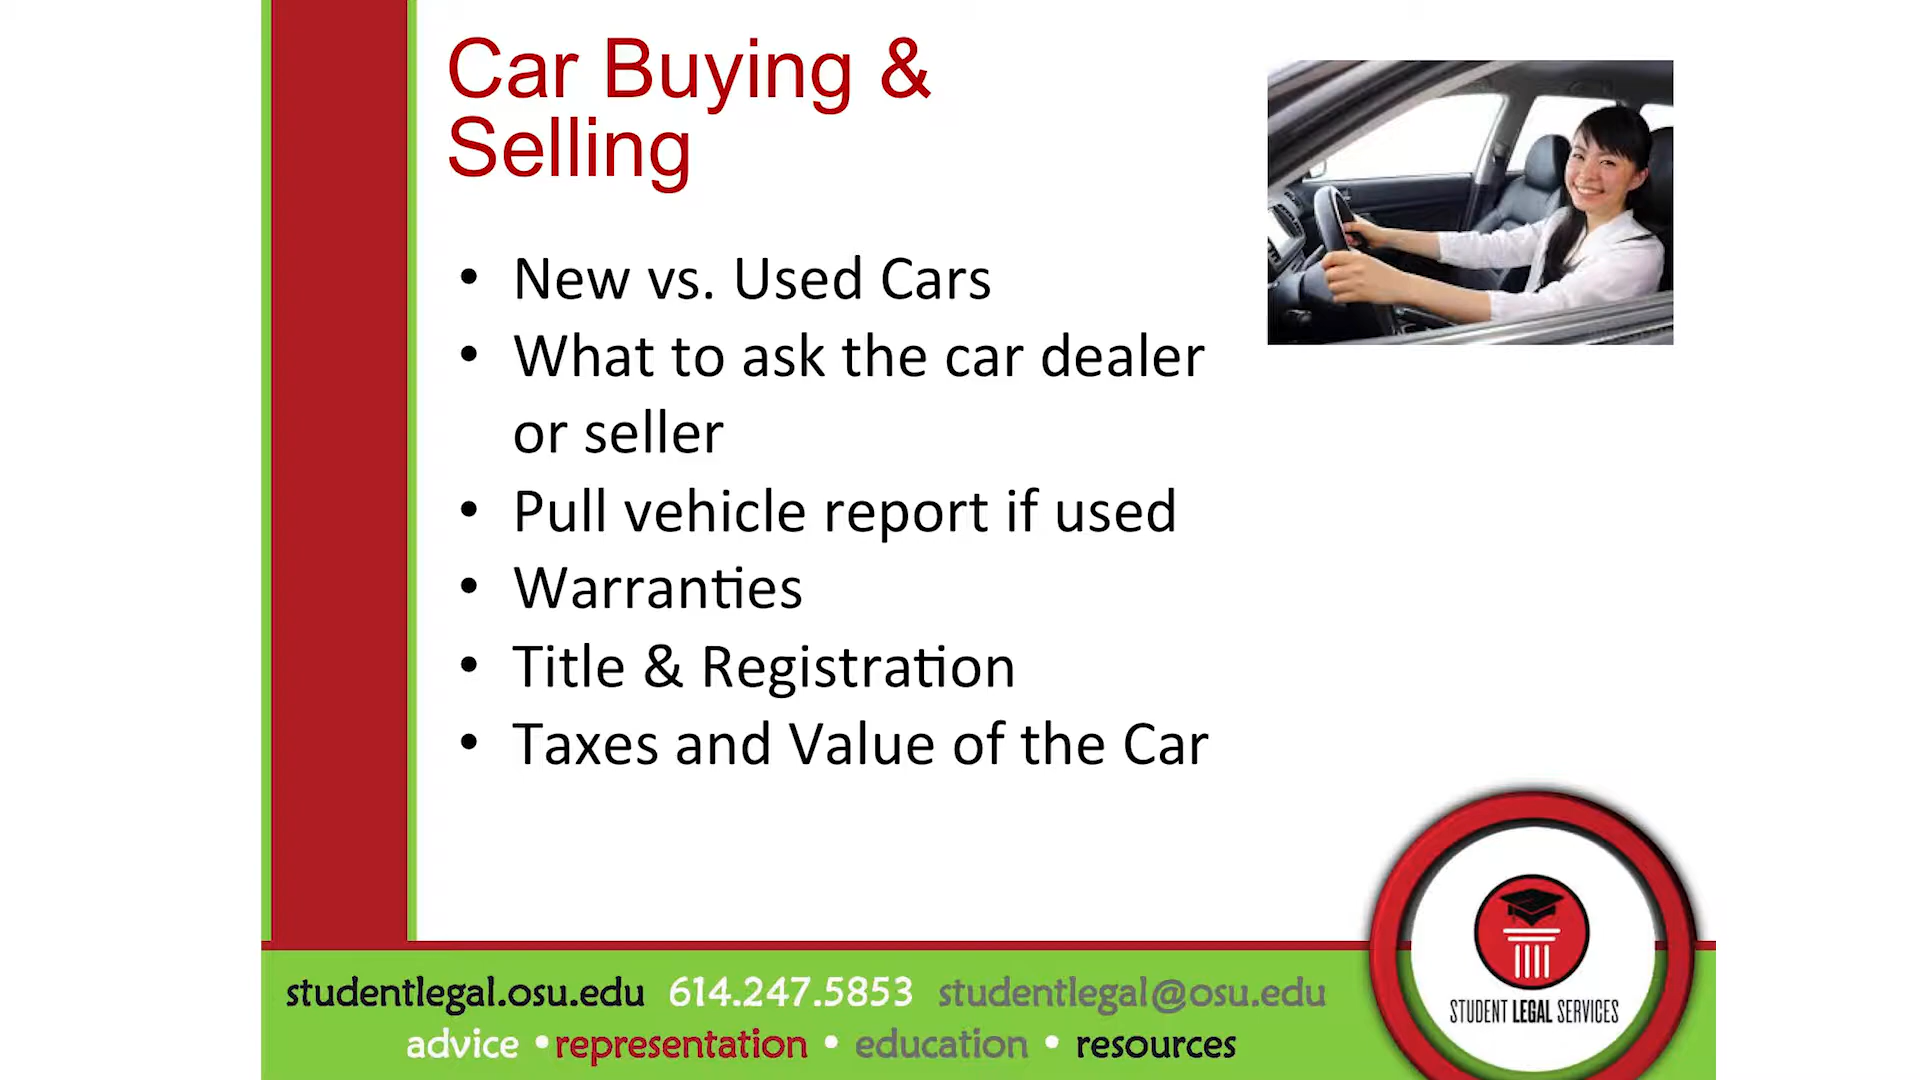 Car Buying &
Selling
• New vs. Used Cars
• What to ask the car dealer
or seller
• Pull vehicle report if used
• Warranties
• Title & Registration
• Taxes and Value of the Car
STUDENT LEGAL SERVICES
studentlegal.osu.edu 614.247.5853 studentlegal@osu.edu
advice • representation • education • resources